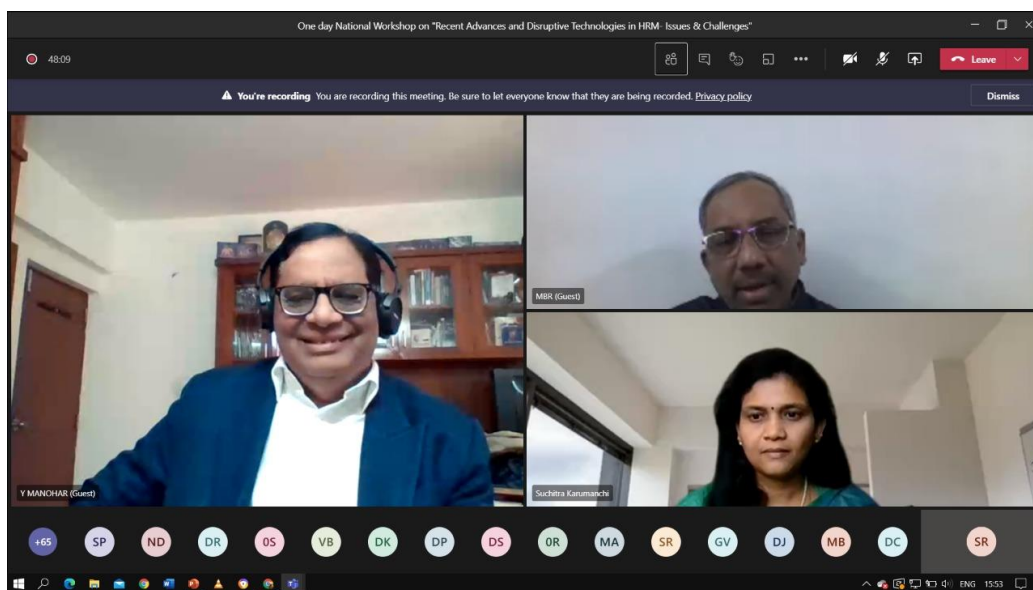 One day National Workshop on "Recent Advances and Disruptive Technologies in HRM- Issues & Challenges"
48:09
Leave
You're recording You are recording this meeting. Be sure to let everyone know that they are being recorded. Privacy policy
Dismiss
MBR (Guest)
Y MANOHAR (Guest)
Suchitra Karumanchi
+65 SP ND DR 0S VB DK DP DS 0R MA SR GV DJ MB DC SR
ENG 15:53